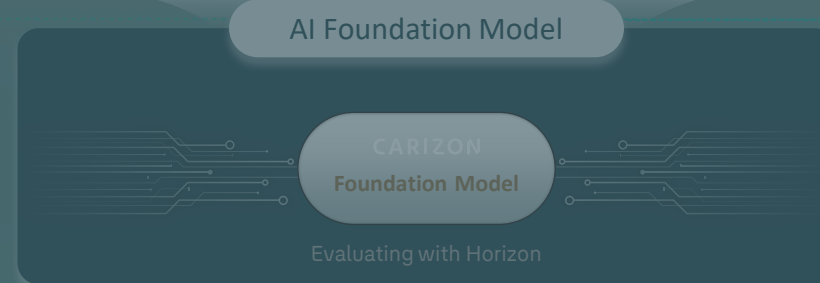 AI Foundation Model
CARIZON
Foundation Model
Evaluating with Horizon